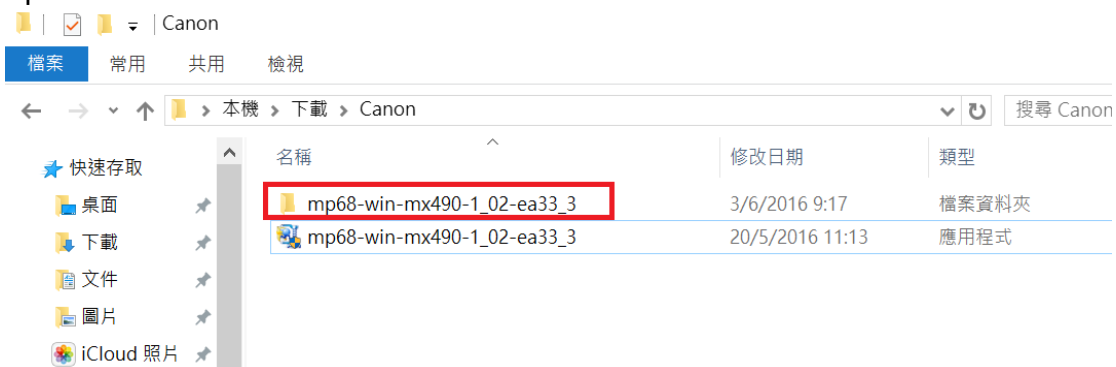 Canon
檔案 常用 共用 檢視
本機 下載 Canon 搜尋 Canon
名稱 修改日期 類型
快速存取
桌面 mp68-win-mx490-1_02-ea33_3 3/6/2016 9:17 檔案資料夾
下載 mp68-win-mx490-1_02-ea33_3 20/5/2016 11:13 應用程式
文件
圖片
iCloud 照片